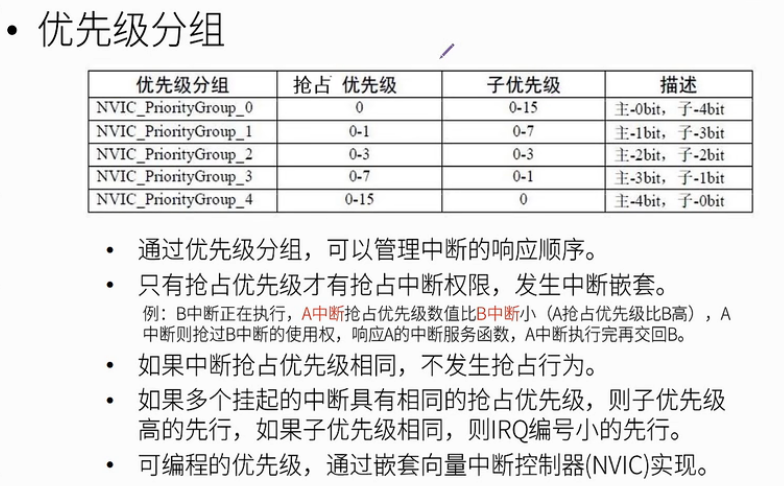 • 优先级分组
优先级分组 抢占 优先级 子优先级 描述
NVIC_PriorityGroup_0 0 0-15 主-0bit，子-4bit
NVIC_PriorityGroup_1 0-1 0-7 主-1bit，子-3bit
NVIC_PriorityGroup_2 0-3 0-3 主-2bit，子-2bit
NVIC_PriorityGroup_3 0-7 0-1 主-3bit，子-1bit
NVIC_PriorityGroup_4 0-15 0 主-4bit，子-0bit
• 通过优先级分组，可以管理中断的响应顺序。
• 只有抢占优先级才有抢占中断权限，发生中断嵌套。
例：B中断正在执行，A中断抢占优先级数值比B中断小（A抢占优先级比B高），A
中断则抢过B中断的使用权，响应A的中断服务函数，A中断执行完再交回B。
• 如果中断抢占优先级相同，不发生抢占行为。
• 如果多个挂起的中断具有相同的抢占优先级，则子优先级
高的先行，如果子优先级相同，则IRQ编号小的先行。
• 可编程的优先级，通过嵌套向量中断控制器(NVIC)实现。